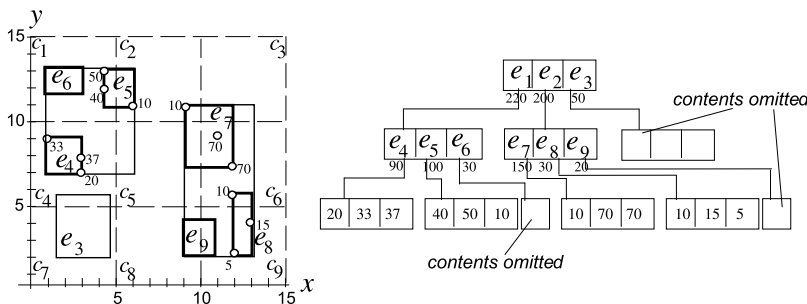 y
15
c1 c2 c3
e6 50 e5
40 10 10
10 e7
70
33 37
e4 20 70
5 c4 c5 10 c6
15
e3 e9 e8
5
c7 c8 c9
5 10 15 x
e1 e2 e3
220 200 50
contents omitted
e4 e5 e6 e7 e8 e9
90 100 30 150 30 20
20 33 37 40 50 10 10 70 70 10 15 5
contents omitted